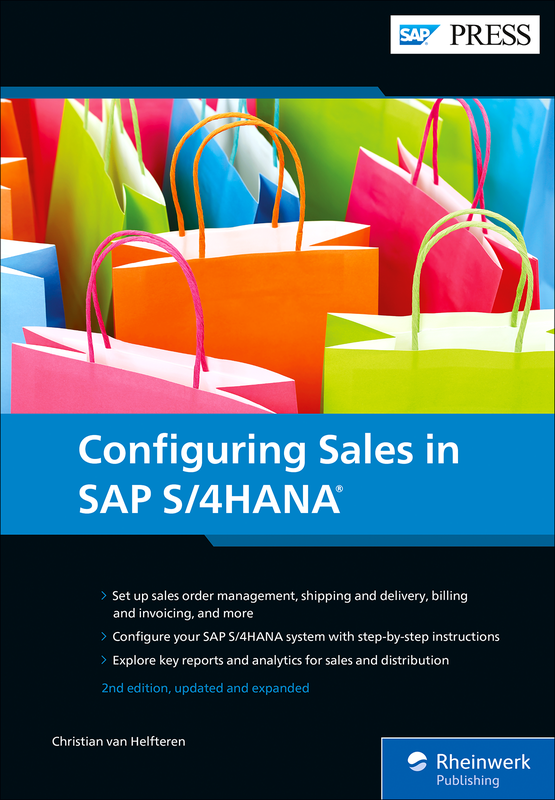 SAP PRESS
Configuring Sales in
SAP S/4HANA®
› Set up sales order management, shipping and delivery, billing
and invoicing, and more
› Configure your SAP S/4HANA system with step-by-step instructions
› Explore key reports and analytics for sales and distribution
2nd edition, updated and expanded
Christian van Helfteren
Rheinwerk
Publishing